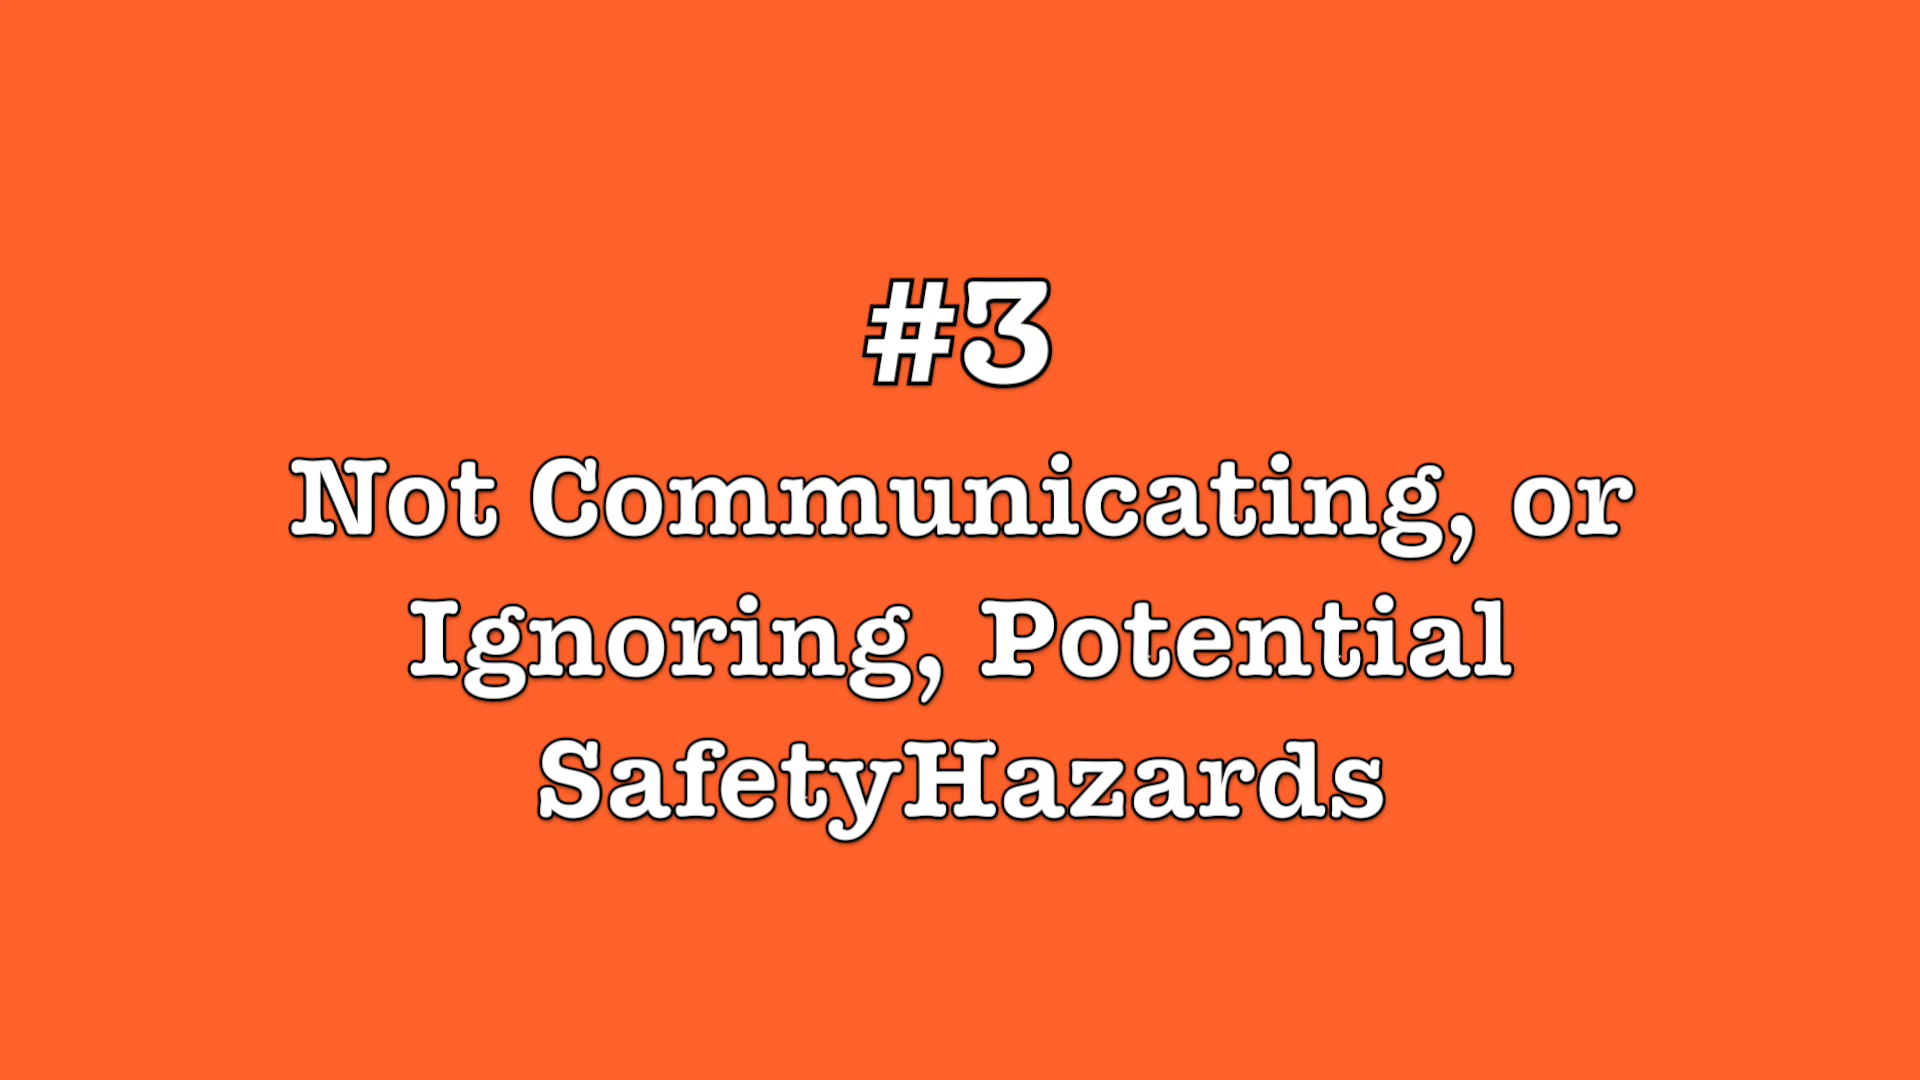 #3
Not Communicating, or
Ignoring, Potential
SafetyHazards